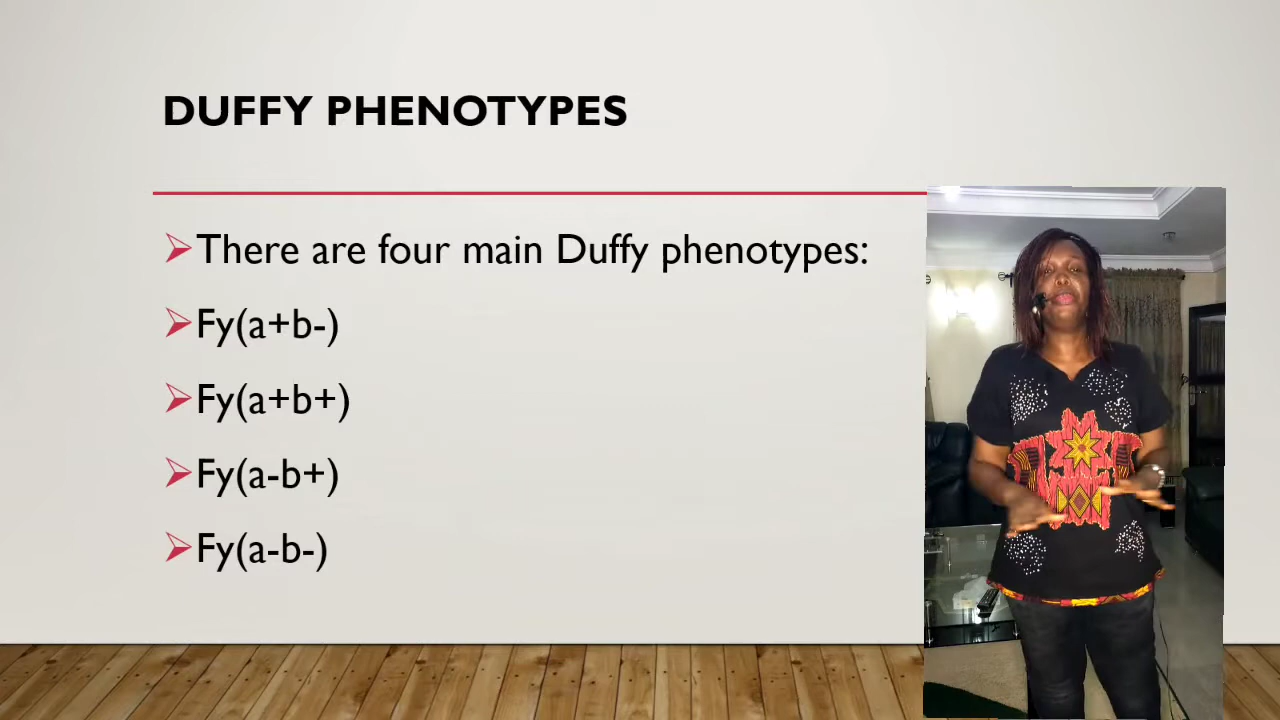 DUFFY PHENOTYPES
There are four main Duffy phenotypes:
Fy(a+b-)
Fy(a+b+)
Fy(a-b+)
Fy(a-b-)